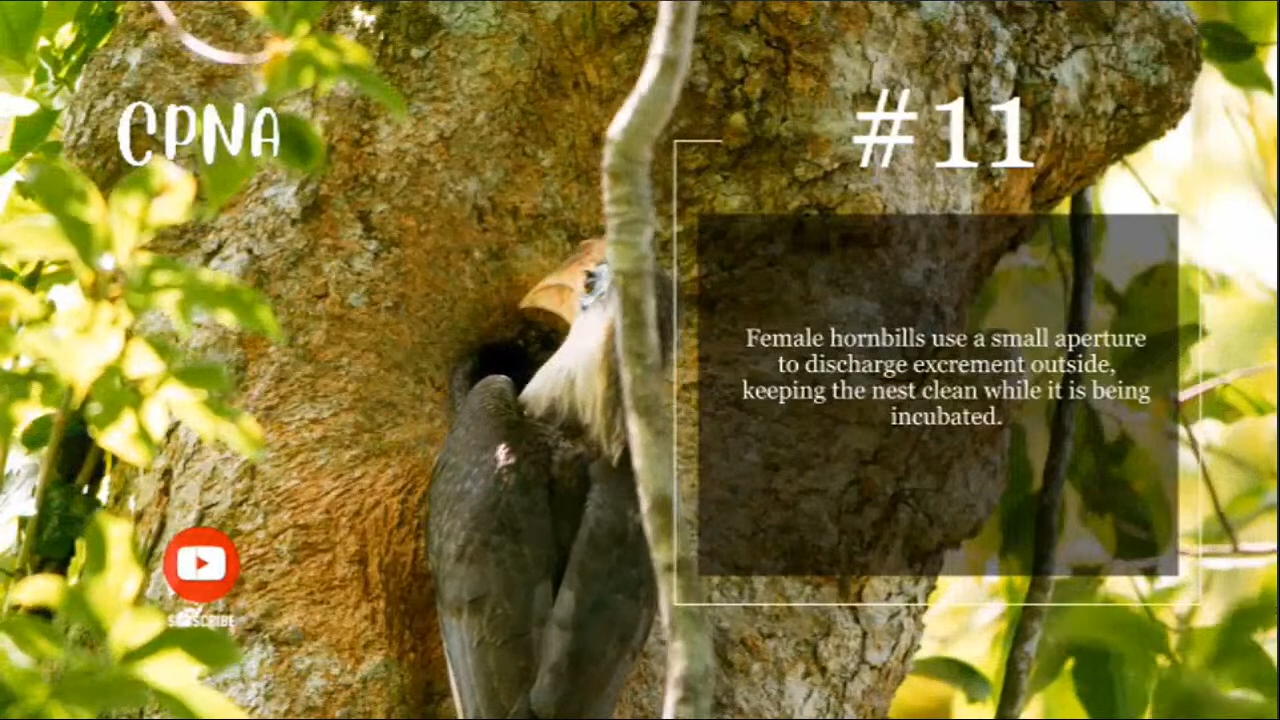 CPNA
#11
Female hornbills use a small aperture
to discharge excrement outside,
keeping the nest clean while it is being
incubated.
SUBSCRIBE